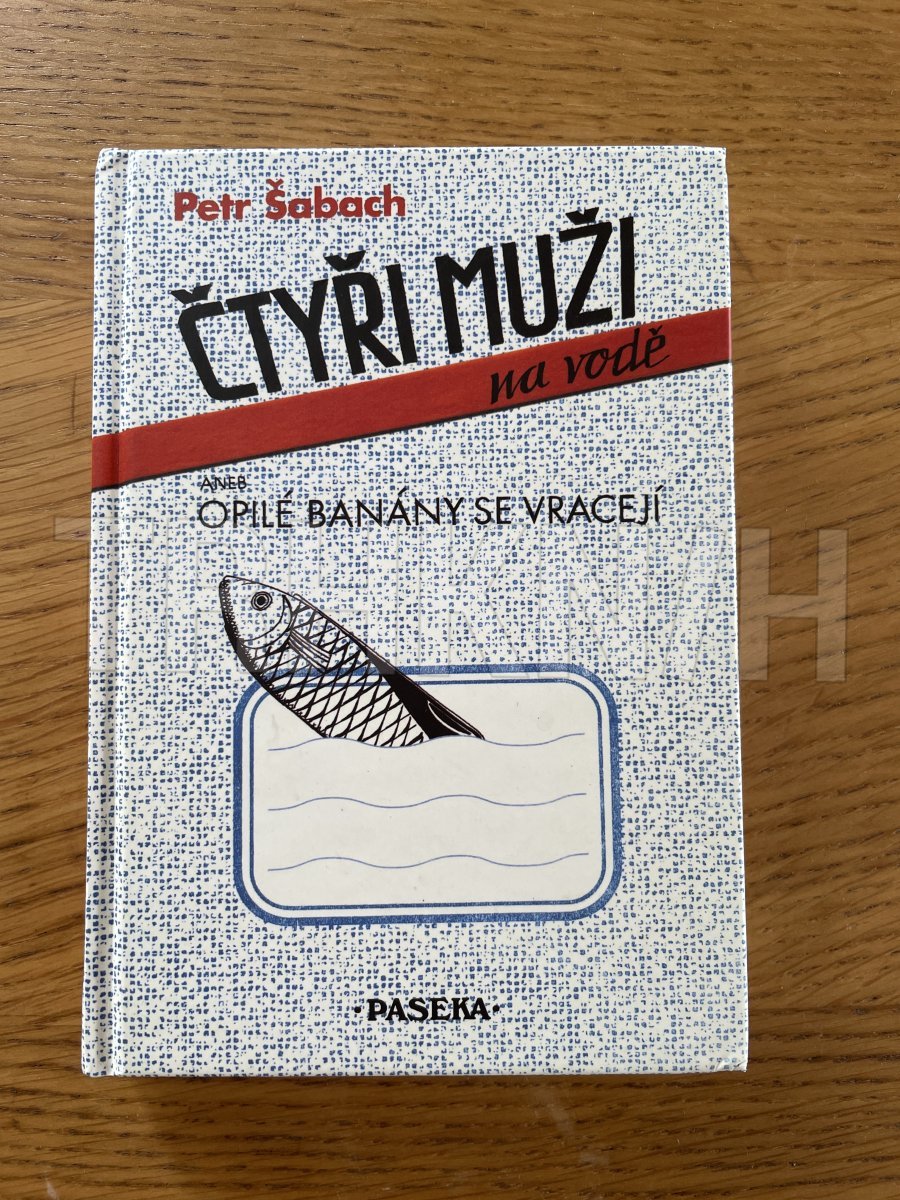 Petr Šabach
ČTYŘI MUŽI
na vodě
ANEB
OPILÉ BANÁNY SE VRACEJÍ
·PASEKA·